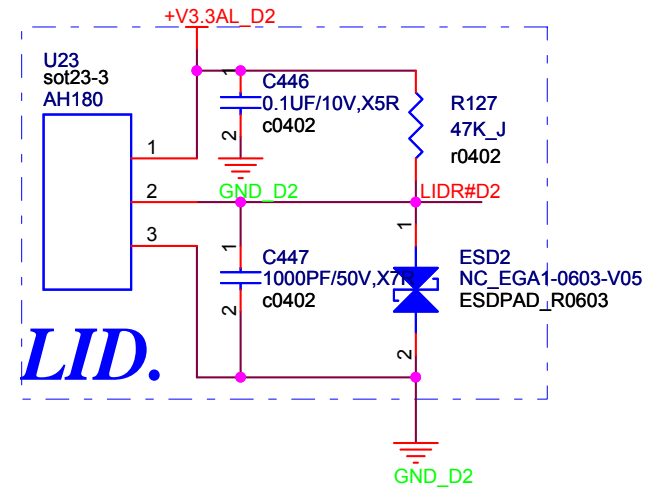 +V3.3AL_D2
U23
sot23-3
AH180
1
2
3
1
C446
0.1UF/10V,X5R
c0402
2
GND_D2
R127
47K_J
r0402
LIDR#D2
1
C447
1000PF/50V,X7R
c0402
2
1
ESD2
NC_EGA1-0603-V05
ESDPAD_R0603
2
LID.
GND_D2